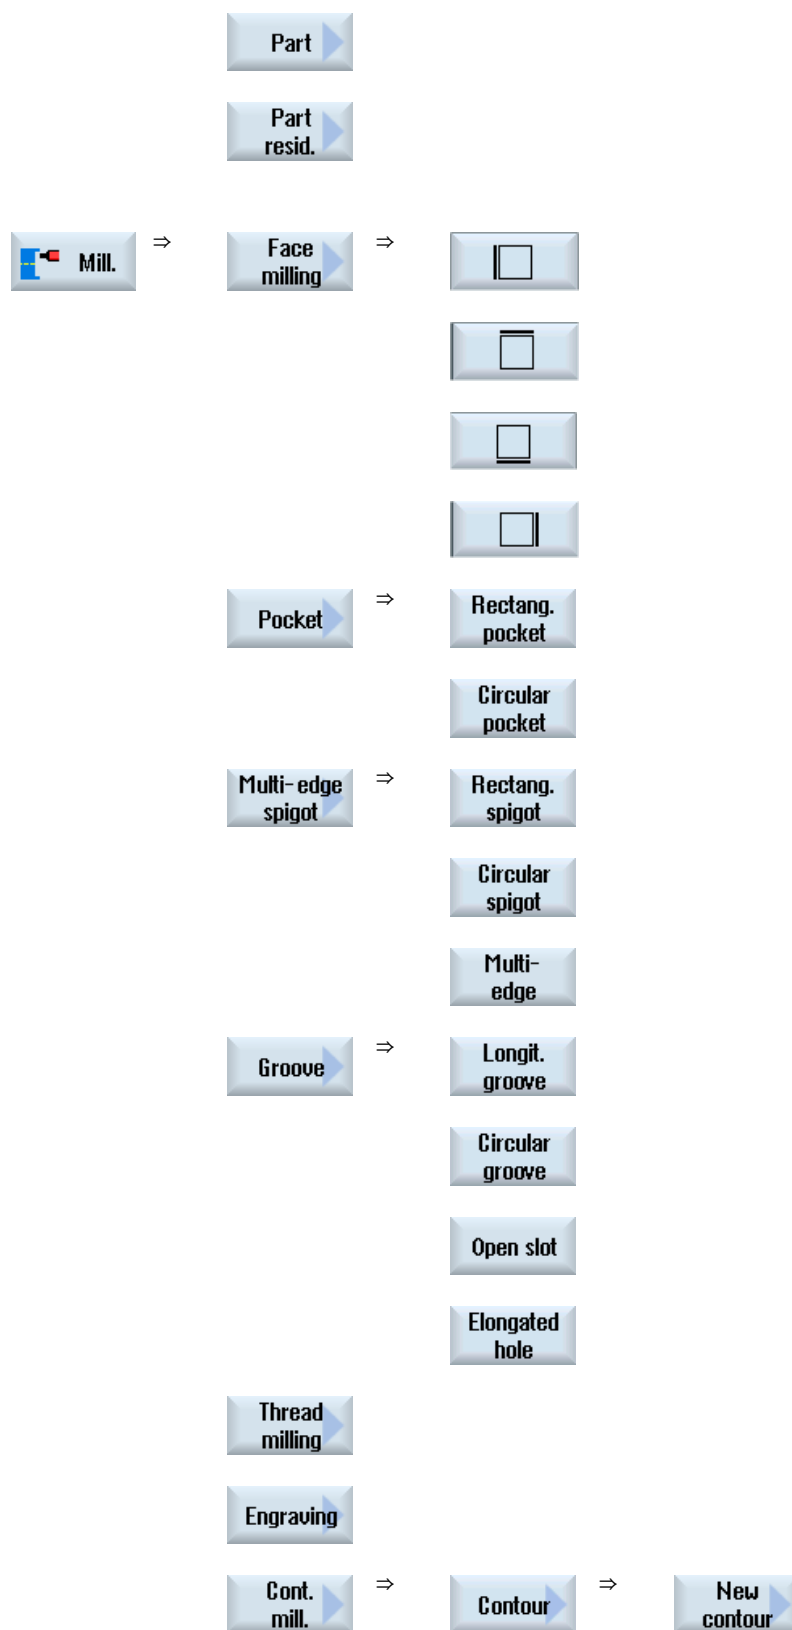 Part
Part
resid.
Mill.
⇒
Face
milling
⇒
Pocket
⇒
Rectang.
pocket
Circular
pocket
Multi-edge
spigot
⇒
Rectang.
spigot
Circular
spigot
Multi-
edge
Groove
⇒
Longit.
groove
Circular
groove
Open slot
Elongated
hole
Thread
milling
Engraving
Cont.
mill.
⇒
Contour
⇒
New
contour